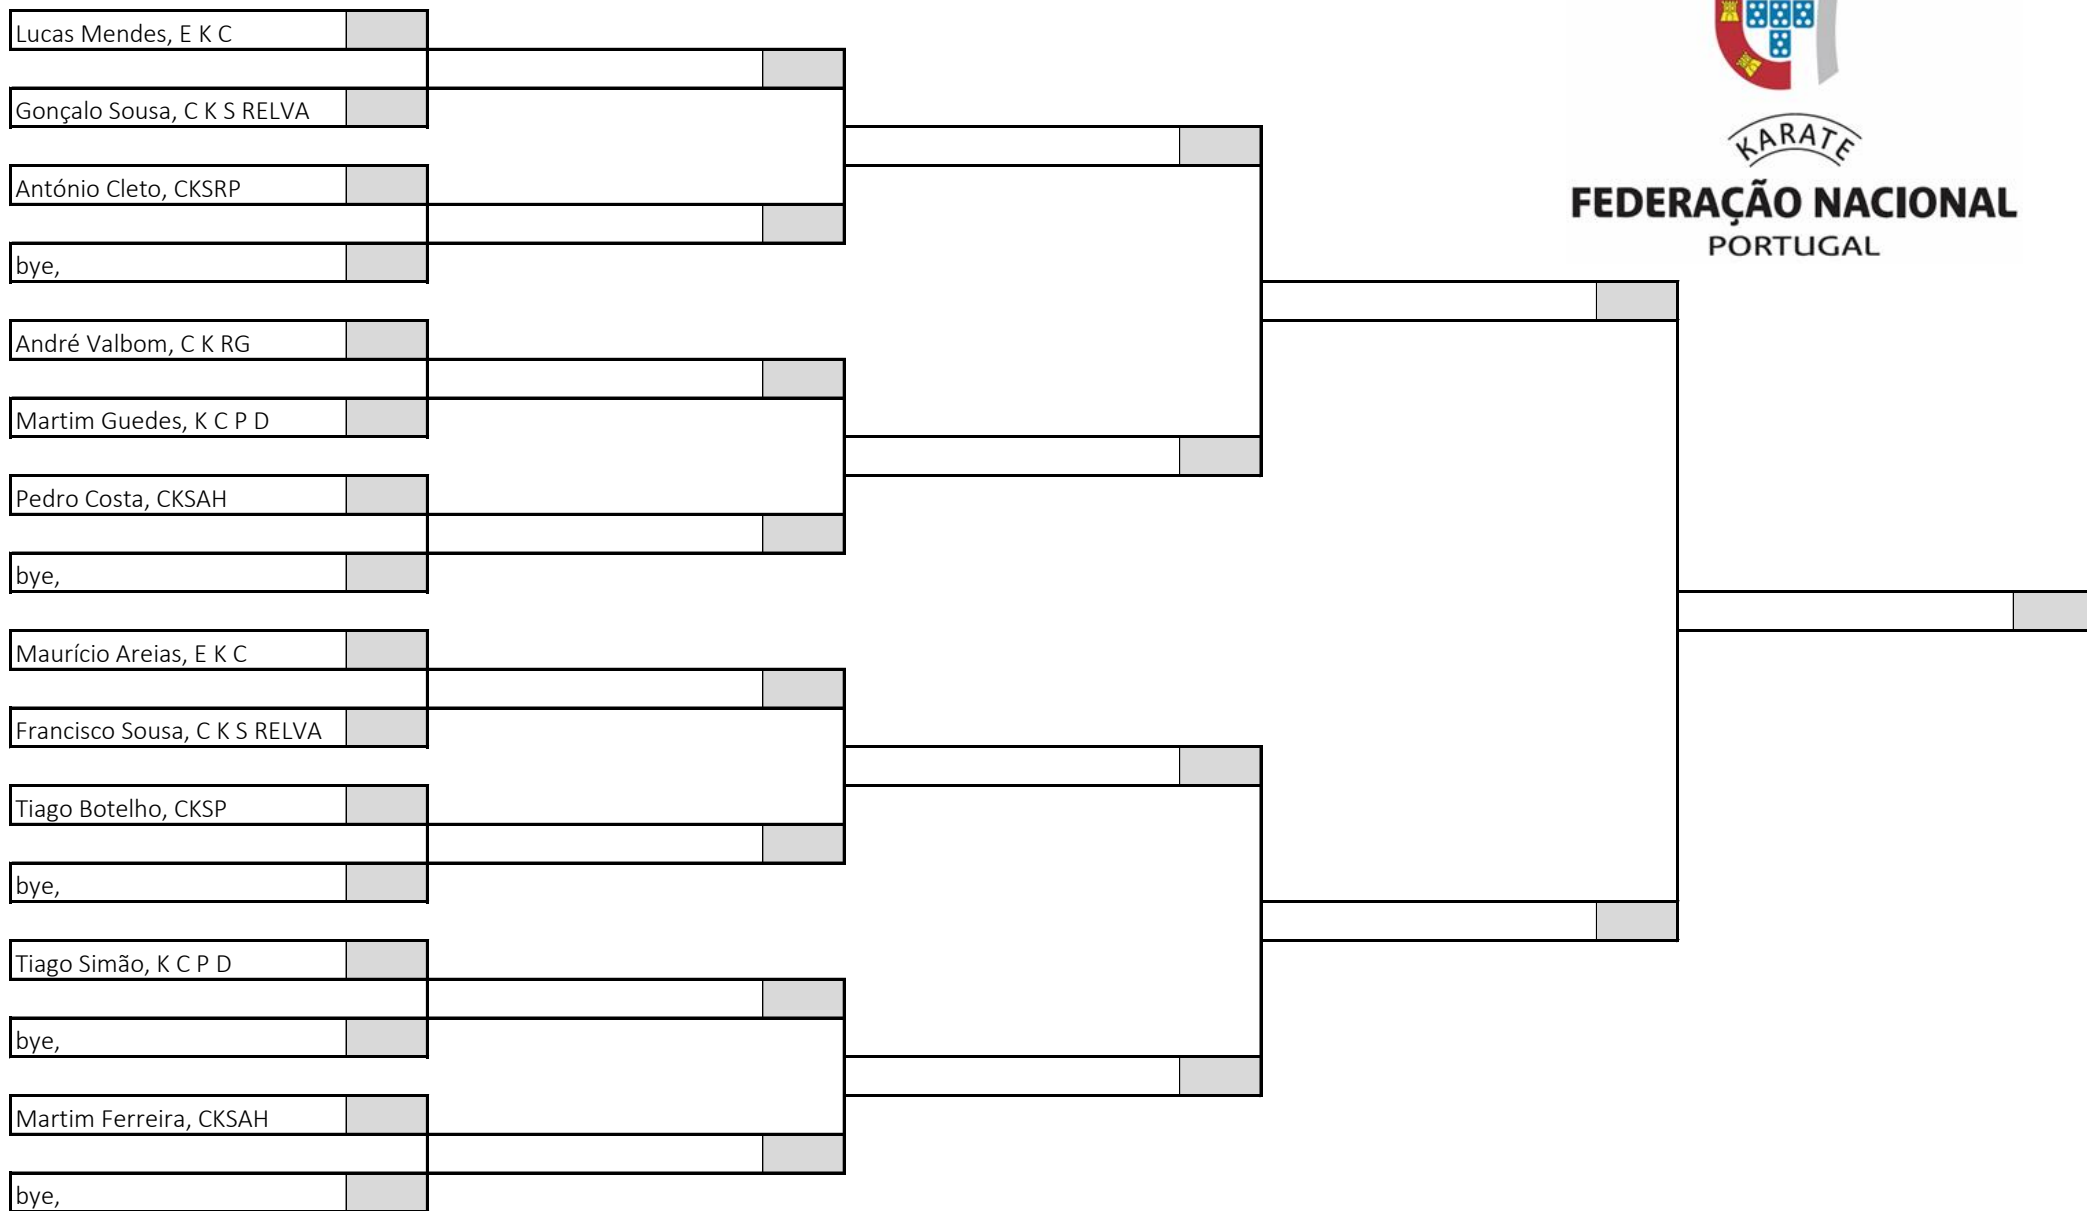 Lucas Mendes, E K C
Gonçalo Sousa, C K S RELVA
António Cleto, CKSRP
bye,
André Valbom, C K RG
Martim Guedes, K C P D
Pedro Costa, CKSAH
bye,
Maurício Areias, E K C
Francisco Sousa, C K S RELVA
Tiago Botelho, CKSP
bye,
Tiago Simão, K C P D
bye,
Martim Ferreira, CKSAH
bye,
KARATE
FEDERAÇÃO NACIONAL
PORTUGAL